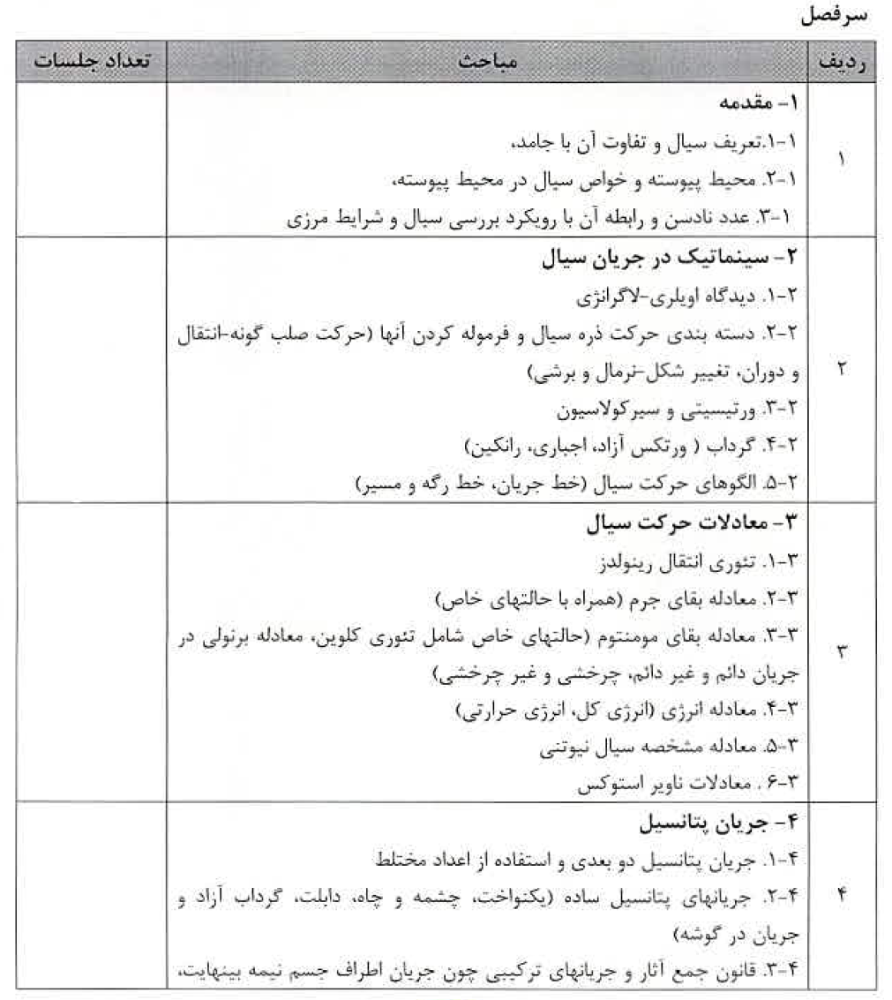 سرفصل
ردیف مباحث تعداد جلسات
۱- مقدمه
۱-۱.تعریف سیال و تفاوت آن با جامد،
۲-۱. محیط پیوسته و خواص سیال در محیط پیوسته،
۳-۱. عدد نادسن و رابطه آن با رویکرد بررسی سیال و شرایط مرزی
۱
۲- سینماتیک در جریان سیال
۱-۲. دیدگاه اویلری-لاگرانژی
۲-۲. دسته بندی حرکت ذره سیال و فرموله کردن آنها (حرکت صلب گونه-انتقال
و دوران، تغییر شکل-نرمال و برشی)
۳-۲. ورتیسیتی و سیرکولاسیون
۴-۲. گرداب ( ورتکس آزاد، اجباری، رانکین)
۵-۲. الگوهای حرکت سیال (خط جریان، خط رگه و مسیر)
۲
۳- معادلات حرکت سیال
۱-۳. تئوری انتقال رینولدز
۲-۳. معادله بقای جرم (همراه با حالتهای خاص)
۳-۳. معادله بقای مومنتوم (حالتهای خاص شامل تئوری کلوین، معادله برنولی در
جریان دائم و غیر دائم، چرخشی و غیر چرخشی)
۴-۳. معادله انرژی (انرژی کل، انرژی حرارتی)
۵-۳. معادله مشخصه سیال نیوتنی
۶-۳ . معادلات ناویر استوکس
۳
۴- جریان پتانسیل
۱-۴. جریان پتانسیل دو بعدی و استفاده از اعداد مختلط
۲-۴. جریانهای پتانسیل ساده (یکنواخت، چشمه و چاه، دابلت، گرداب آزاد و
جریان در گوشه)
۳-۴. قانون جمع آثار و جریانهای ترکیبی چون جریان اطراف جسم نیمه بینهایت،
۴